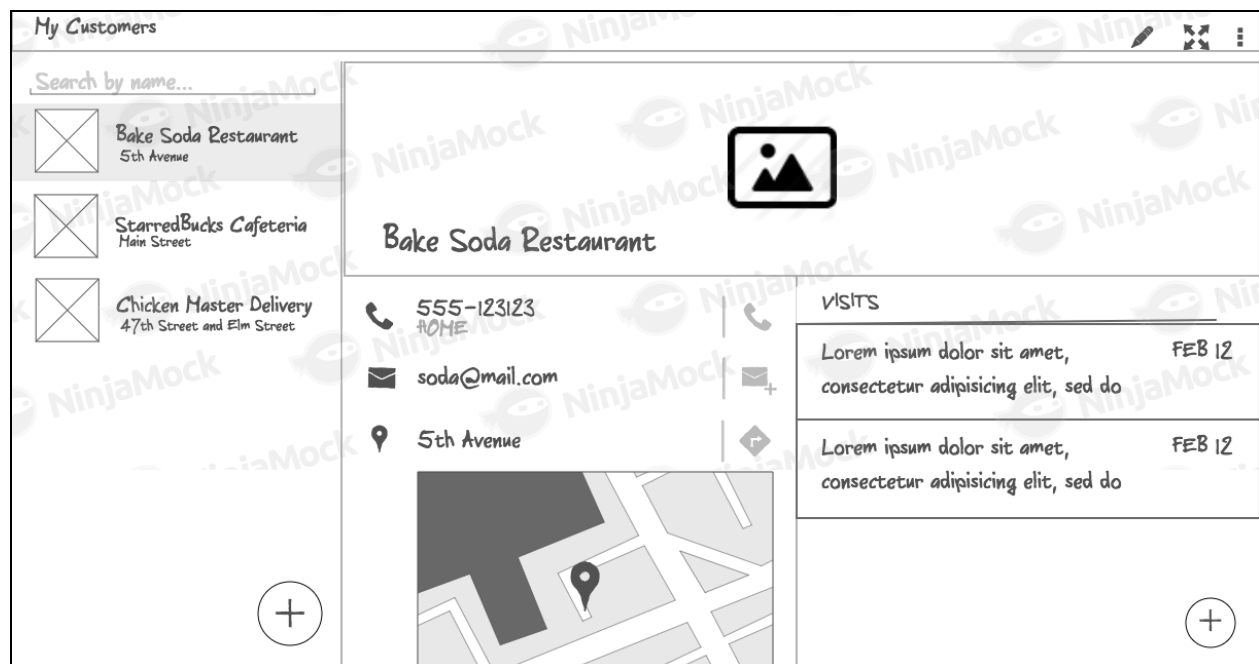 My Customers
Search by name...
Bake Soda Restaurant
5th Avenue
StarredBucks Cafeteria
Main Street
Chicken Master Delivery
47th Street and Elm Street
Bake Soda Restaurant
555-123123
HOME
soda@mail.com
5th Avenue
VISITS
Lorem ipsum dolor sit amet, FEB 12
consectetur adipisicing elit, sed do
Lorem ipsum dolor sit amet, FEB 12
consectetur adipisicing elit, sed do
NinjaMock